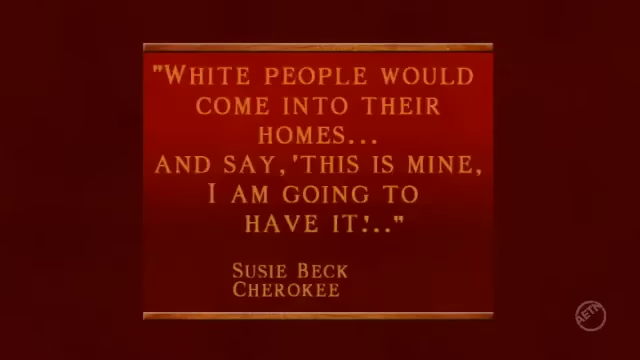 "WHITE PEOPLE WOULD
COME INTO THEIR
HOMES...
AND SAY, 'THIS IS MINE,
I AM GOING TO
HAVE IT!'.."
SUSIE BECK
CHEROKEE
AETN